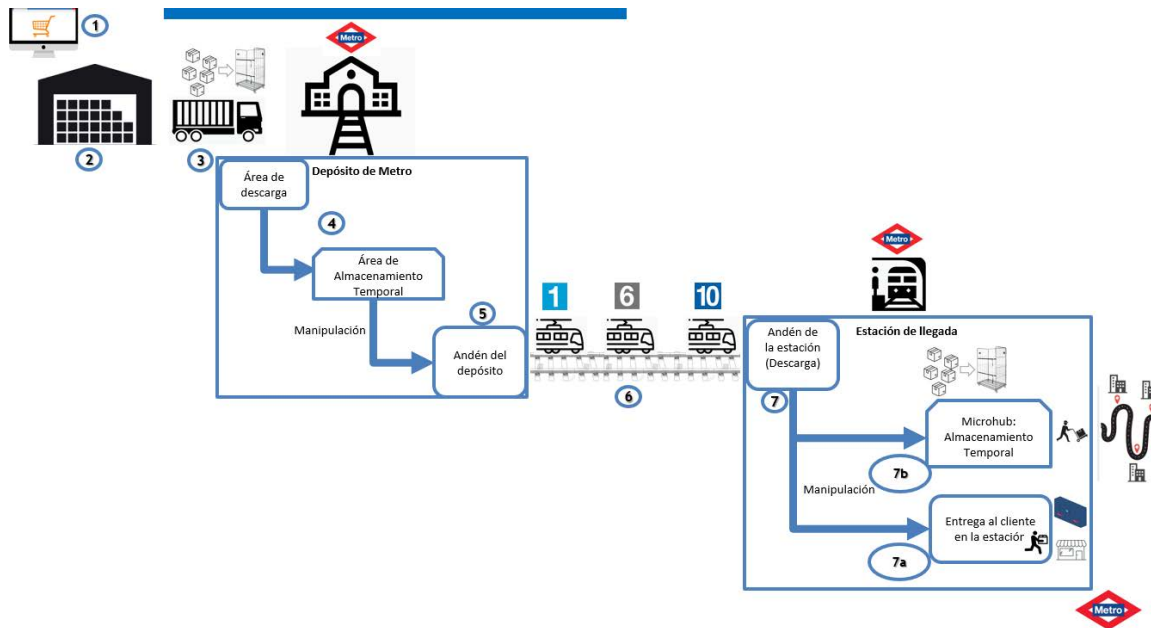 1
Metro
2
3
Depósito de Metro
Área de
descarga
4
Área de
Almacenamiento
Temporal
Manipulación
5
Andén del
depósito
1
6
10
6
Metro
Andén de
la estación
(Descarga)
Estación de llegada
7
Microhub:
Almacenamiento
Temporal
7b
Manipulación
Entrega al cliente
en la estación
7a
Metro